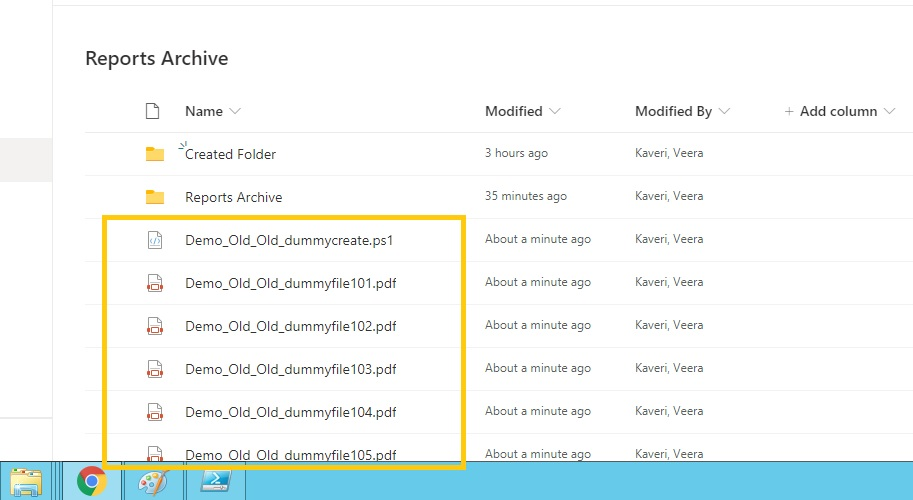 Reports Archive
Name Modified Modified By + Add column
Created Folder 3 hours ago Kaveri, Veera
Reports Archive 35 minutes ago Kaveri, Veera
Demo_Old_Old_dummycreate.ps1 About a minute ago Kaveri, Veera
Demo_Old_Old_dummyfile101.pdf About a minute ago Kaveri, Veera
Demo_Old_Old_dummyfile102.pdf About a minute ago Kaveri, Veera
Demo_Old_Old_dummyfile103.pdf About a minute ago Kaveri, Veera
Demo_Old_Old_dummyfile104.pdf About a minute ago Kaveri, Veera
Demo_Old_Old_dummyfile105.pdf About a minute ago Kaveri, Veera